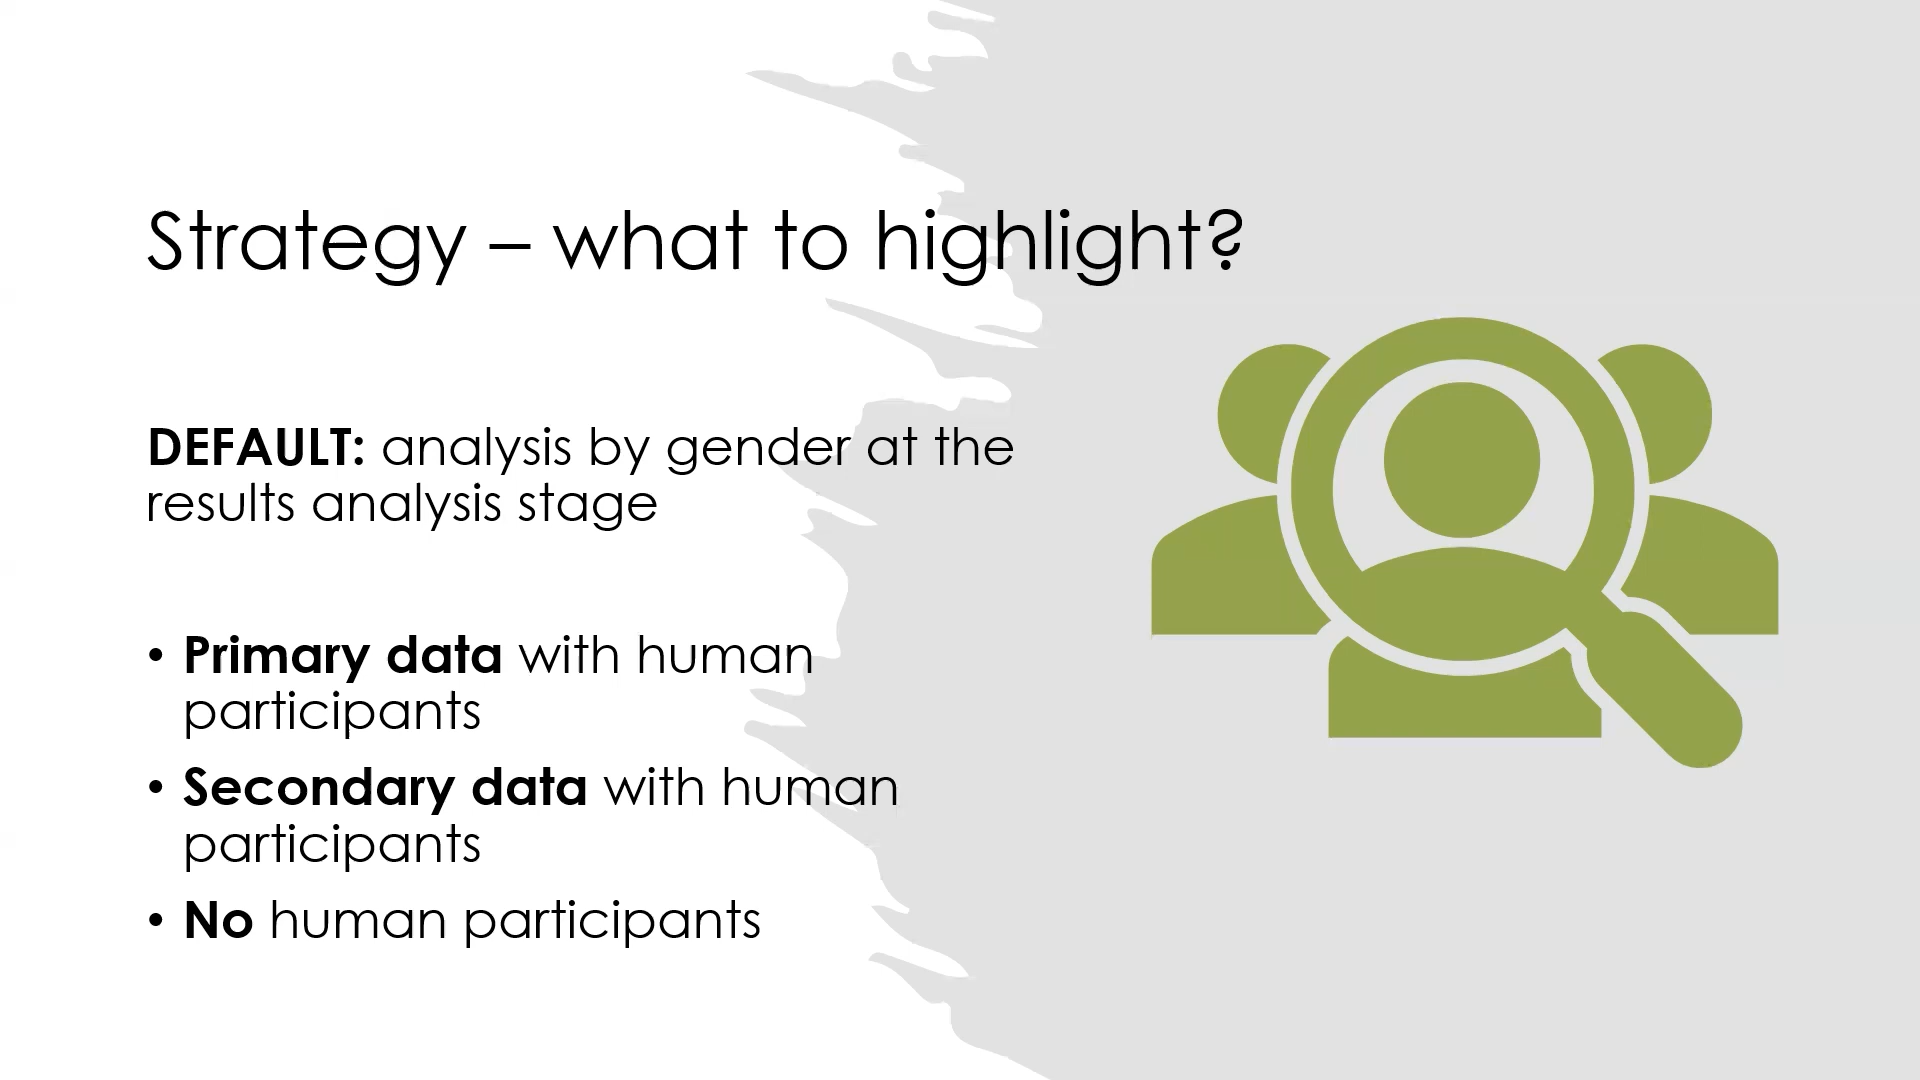 Strategy – what to highlight?
DEFAULT: analysis by gender at the
results analysis stage
• Primary data with human
participants
• Secondary data with human
participants
• No human participants